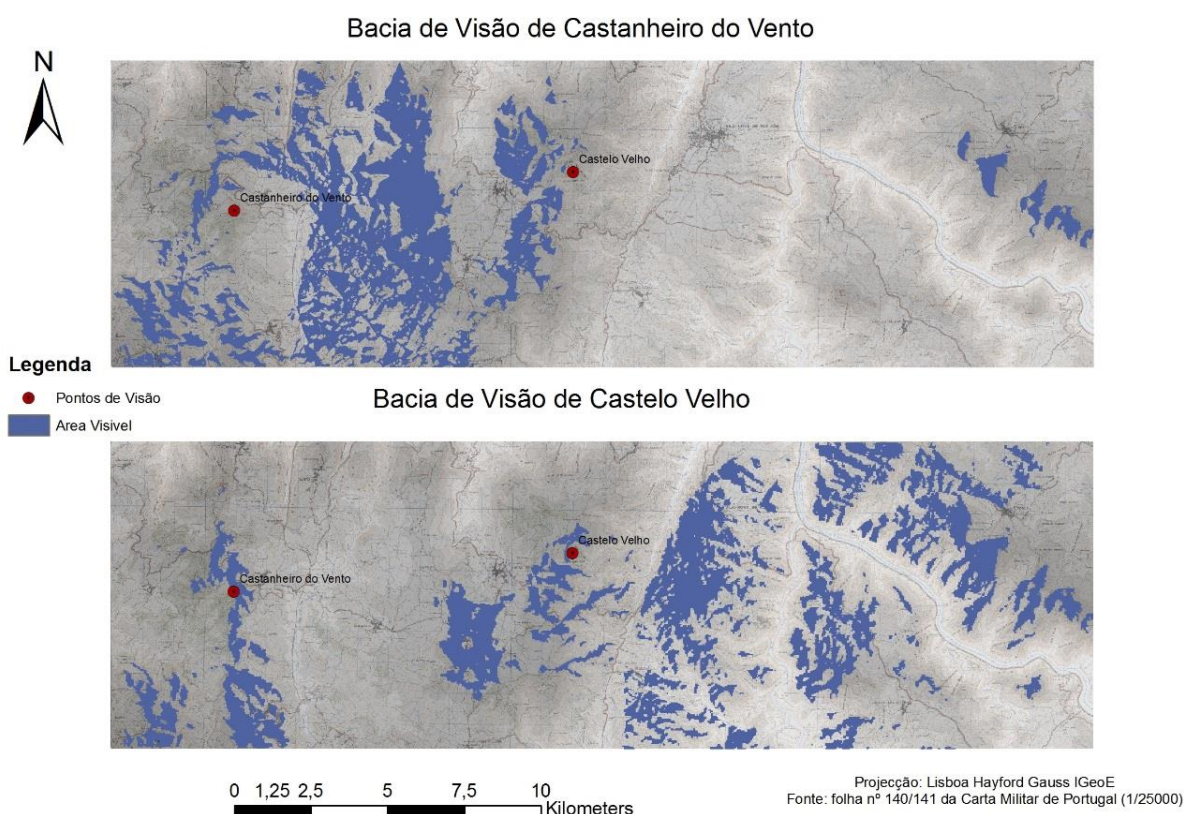 Bacia de Visão de Castanheiro do Vento
N
Castelo Velho
Castanheiro do Vento
Legenda
Pontos de Visão
Area Visivel
Bacia de Visão de Castelo Velho
Castelo Velho
Castanheiro do Vento
0 1,25 2,5 5 7,5 10
Kilometers
Projecção: Lisboa Hayford Gauss IGeoE
Fonte: folha nº 140/141 da Carta Militar de Portugal (1/25000)